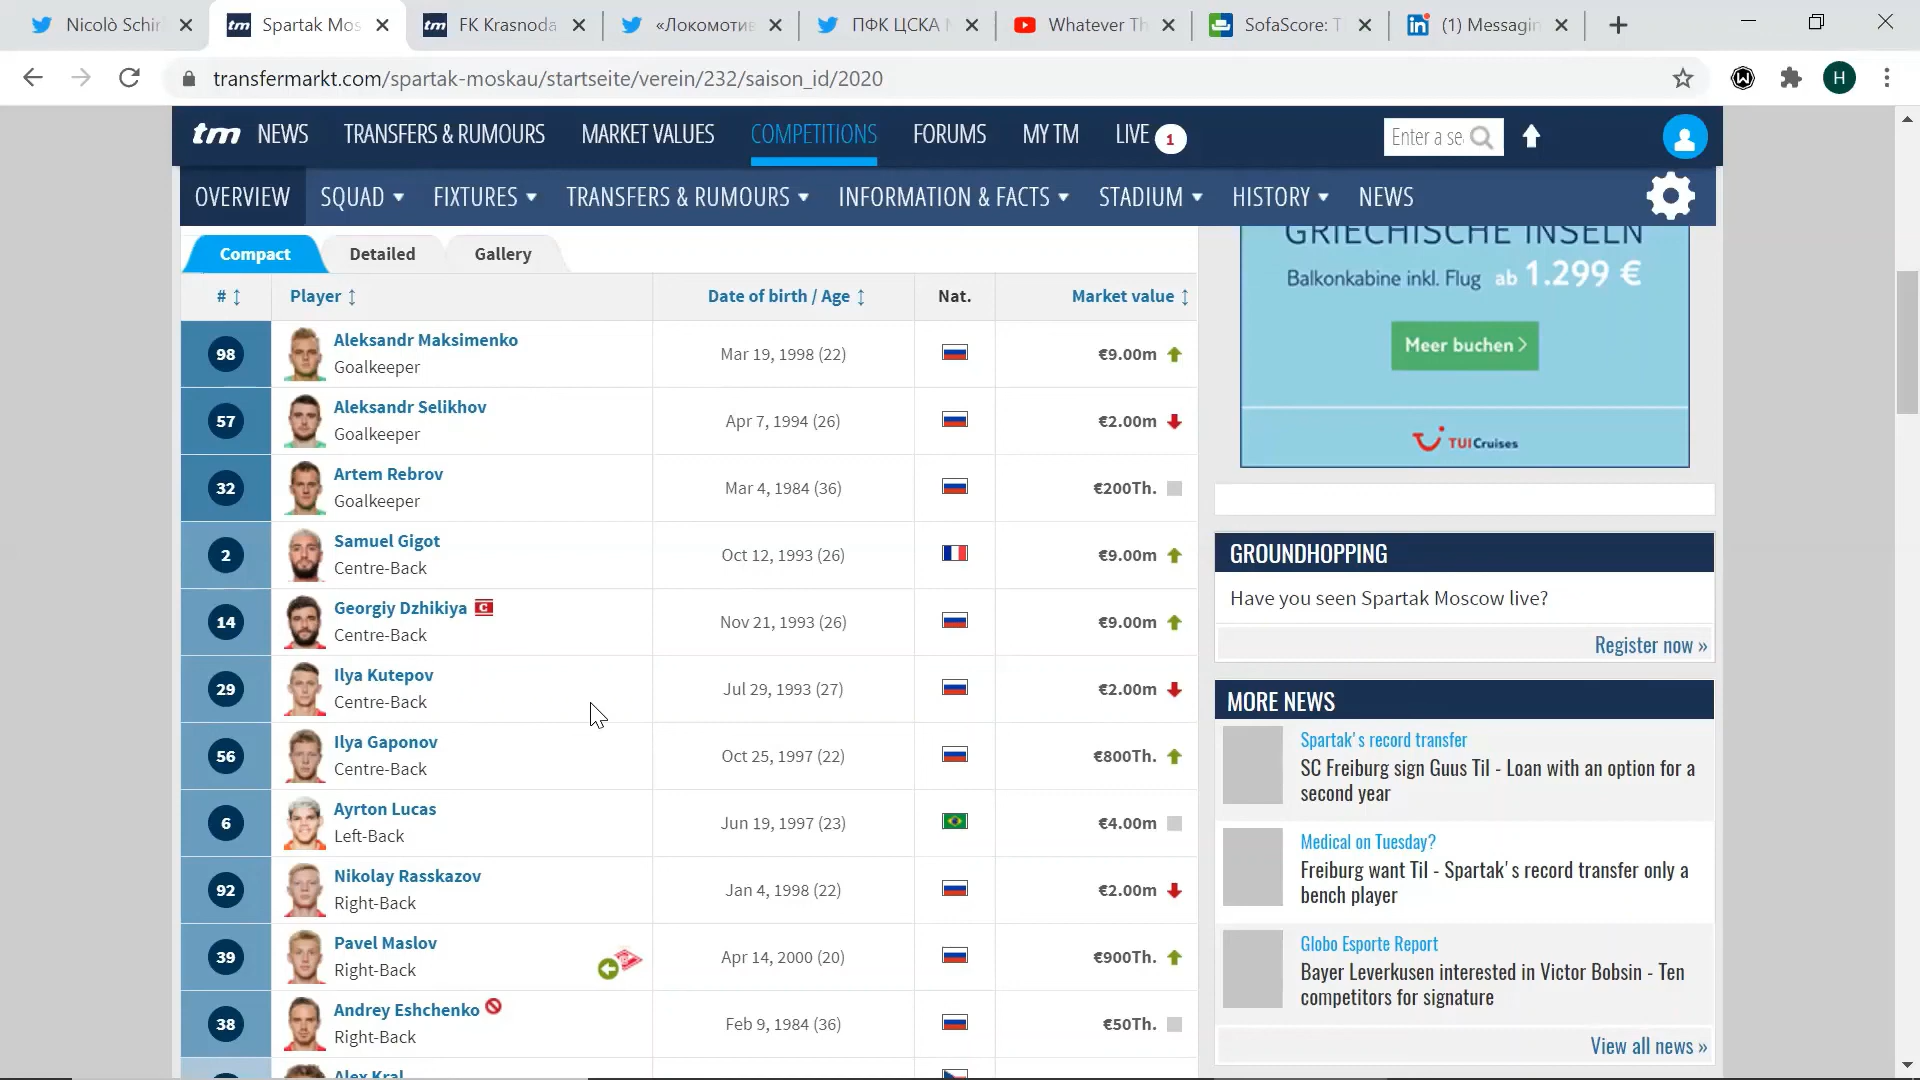 Nicolò Schir
Spartak Mos
FK Krasnoda
«Локомотив
ПФК ЦСКА
Whatever Th
SofaScore: T
(1) Messagin
transfermarkt.com/spartak-moskau/startseite/verein/232/saison_id/2020
H
tm NEWS TRANSFERS & RUMOURS MARKET VALUES COMPETITIONS FORUMS MY TM LIVE 1 Enter a se
OVERVIEW SQUAD FIXTURES TRANSFERS & RUMOURS INFORMATION & FACTS STADIUM HISTORY NEWS
Compact Detailed Gallery
# Player Date of birth / Age Nat. Market value
98 Aleksandr Maksimenko Mar 19, 1998 (22) €9.00m
Goalkeeper
57 Aleksandr Selikhov Apr 7, 1994 (26) €2.00m
Goalkeeper
32 Artem Rebrov Mar 4, 1984 (36) €200Th.
Goalkeeper
2 Samuel Gigot Oct 12, 1993 (26) €9.00m
Centre-Back
14 Georgiy Dzhikiya C Nov 21, 1993 (26) €9.00m
Centre-Back
29 Ilya Kutepov Jul 29, 1993 (27) €2.00m
Centre-Back
56 Ilya Gaponov Oct 25, 1997 (22) €800Th.
Centre-Back
6 Ayrton Lucas Jun 19, 1997 (23) €4.00m
Left-Back
92 Nikolay Rasskazov Jan 4, 1998 (22) €2.00m
Right-Back
39 Pavel Maslov Apr 14, 2000 (20) €900Th.
Right-Back
38 Andrey Eshchenko Feb 9, 1984 (36) €50Th.
Right-Back
Alex Kral
GRIECHISCHE INSELN
Balkonkabine inkl. Flug ab 1.299 €
Meer buchen
TUI Cruises
GROUNDHOPPING
Have you seen Spartak Moscow live?
Register now »
MORE NEWS
Spartak's record transfer
SC Freiburg sign Guus Til - Loan with an option for a
second year
Medical on Tuesday?
Freiburg want Til - Spartak's record transfer only a
bench player
Globo Esporte Report
Bayer Leverkusen interested in Victor Bobsin - Ten
competitors for signature
View all news »